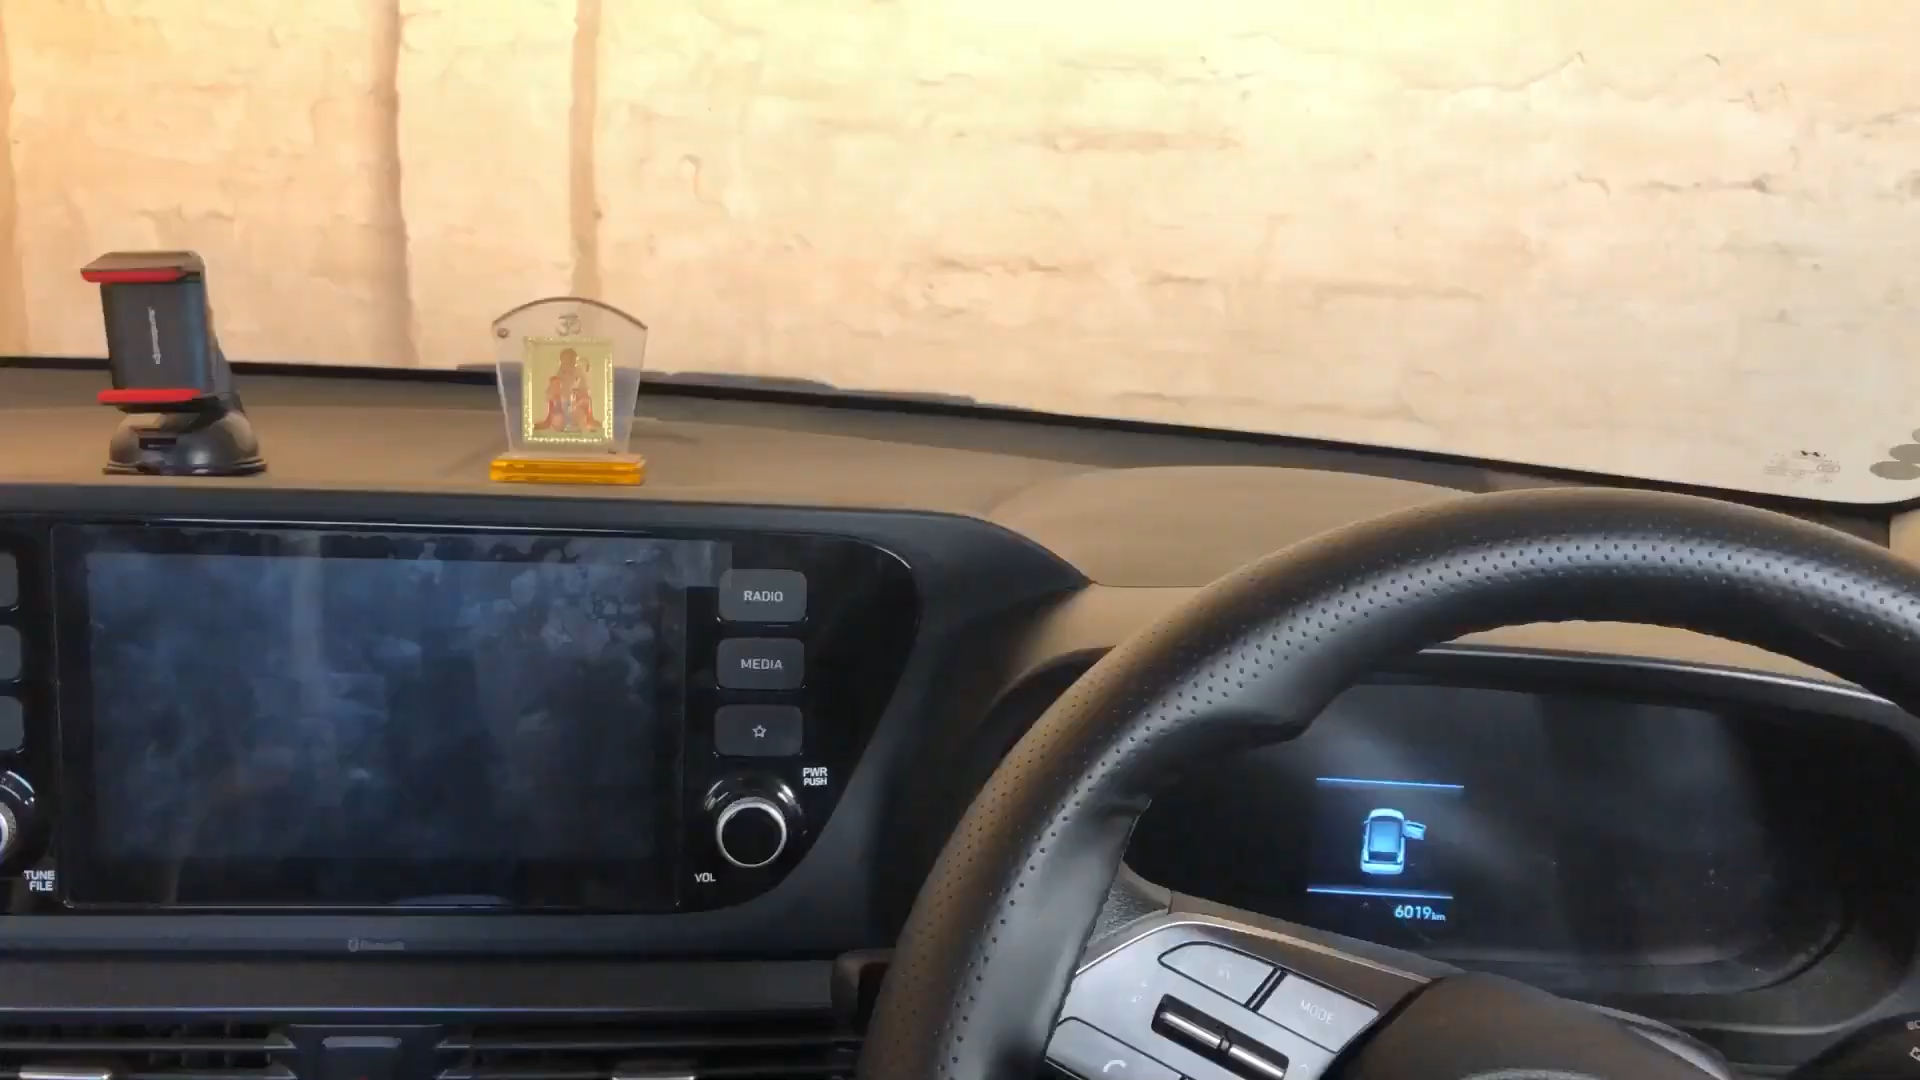 ॐ
RADIO
MEDIA
PWR
PUSH
VOL
TUNE
FILE
6019km
MODE